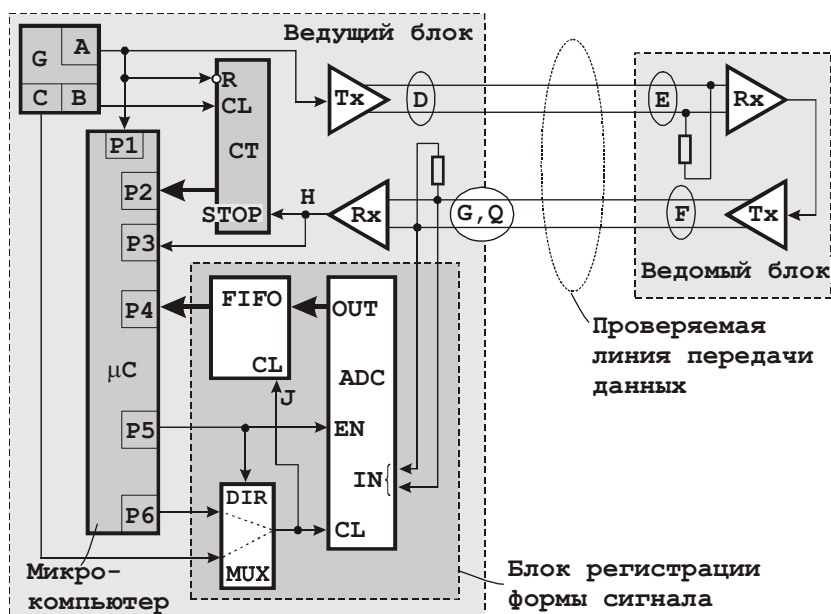 Ведущий блок
G
A
C
B
R
CL
CT
STOP
Tx
D
E
Rx
Ведомый блок
P1
P2
P3
P4
P5
P6
μC
H
Rx
G,Q
F
Tx
FIFO
CL
J
OUT
ADC
EN
IN
CL
DIR
MUX
Проверяемая
линия передачи
данных
Микро-
компьютер
Блок регистрации
формы сигнала